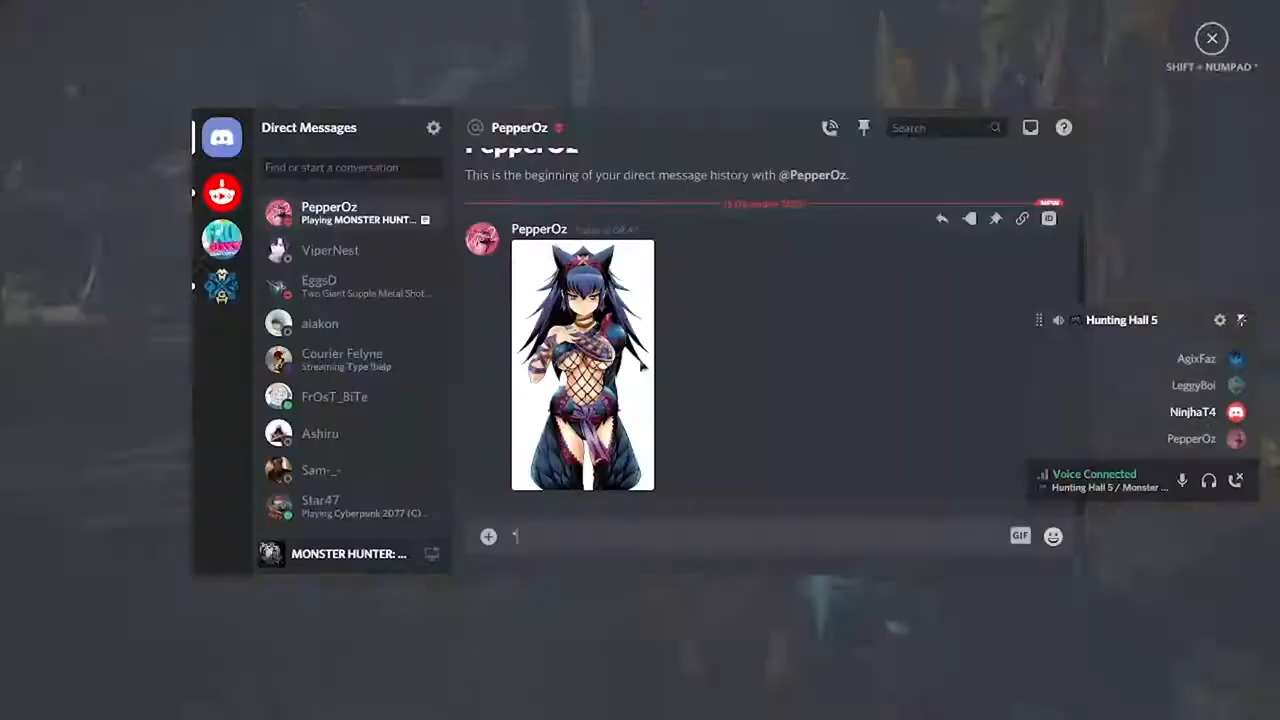 SHIFT + NUMPAD *
Direct Messages
Find or start a conversation
PepperOz
Playing MONSTER HUNT...
ViperNest
EggsD
Two Giant Supple Metal Shot...
aiakon
Courier Felyne
Streaming Type !help
FrOsT_BiTe
Ashiru
Sam-_-
Star47
Playing Cyberpunk 2077 (C) ...
MONSTER HUNTER: ...
@ PepperOz
Search
PepperOz
This is the beginning of your direct message history with @PepperOz.
NEW
PepperOz
ID
GIF
Hunting Hall 5
AgixFaz
LeggyBoi
NinjhaT4
PepperOz
Voice Connected
Hunting Hall 5 / Monster ...